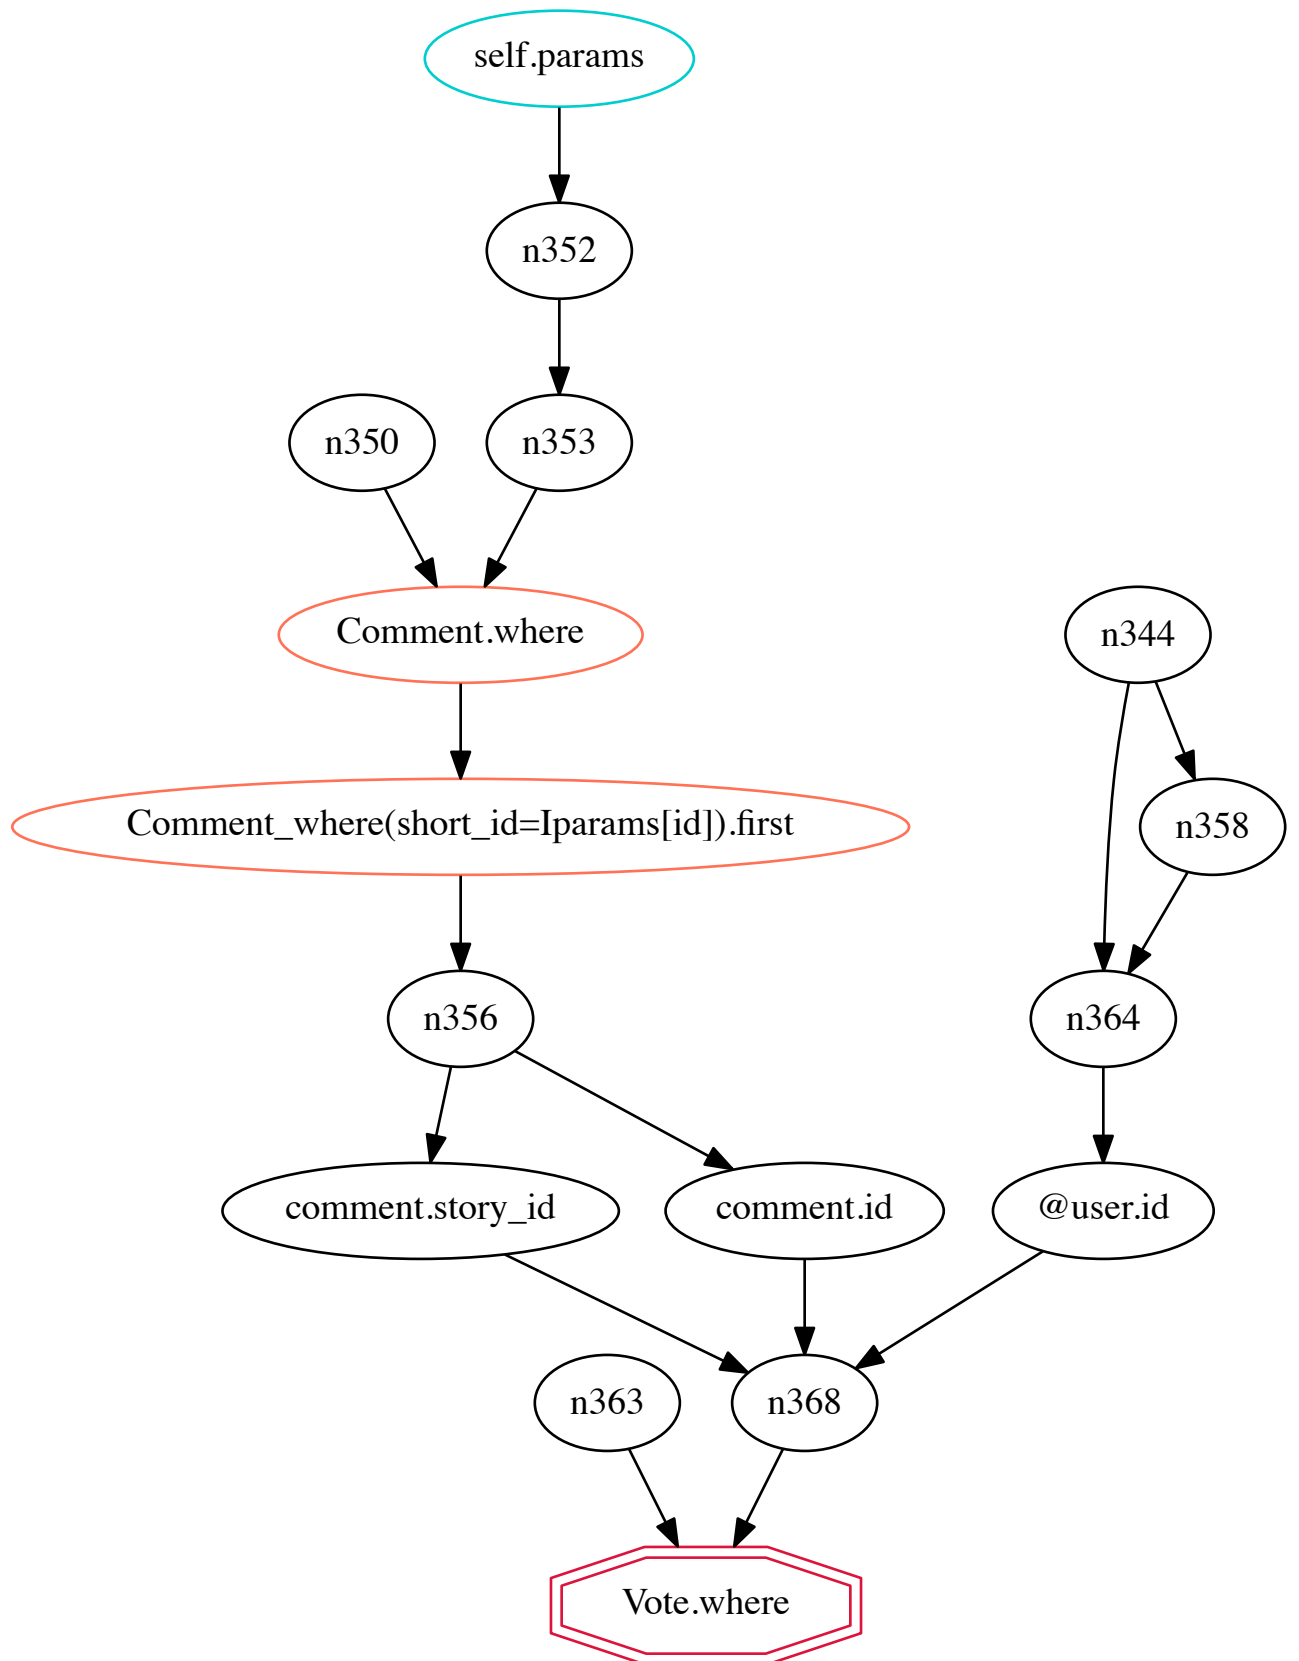 self.params
n352
n350
n353
Comment.where
n344
Comment_where(short_id=Iparams[id]).first
n358
n356
n364
comment.story_id
comment.id
@user.id
n363
n368
Vote.where